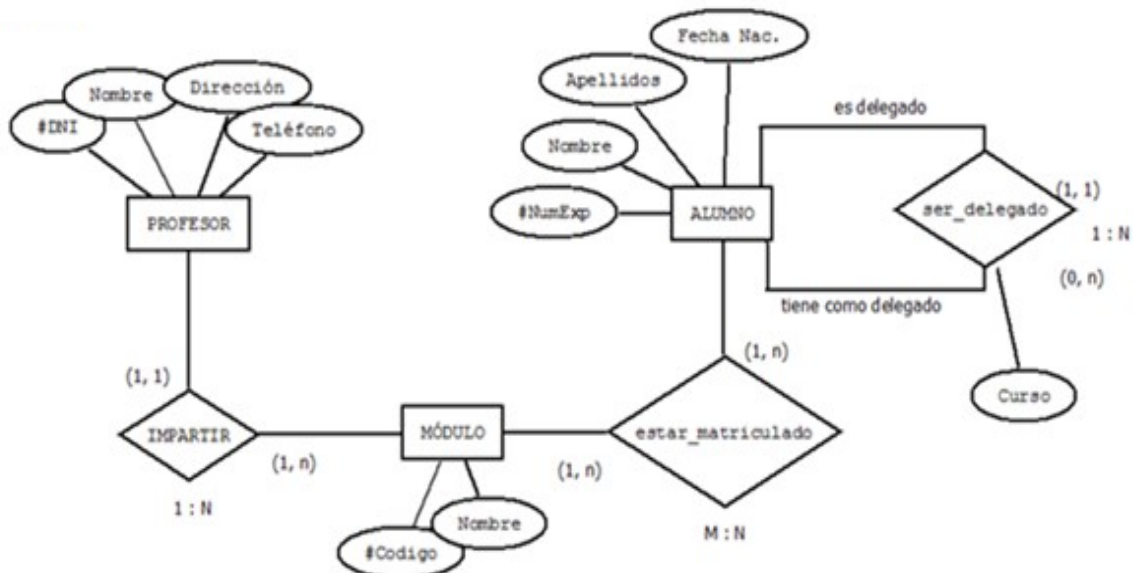 Fecha Nac.
Apellidos
Nombre
#NumExp
ALUMNO
es delegado
ser_delegado
(1, 1)
1 : N
(0, n)
tiene como delegado
Curso
#DNI
Nombre
Dirección
Teléfono
PROFESOR
(1, 1)
IMPARTIR
1 : N
(1, n)
MÓDULO
#Codigo
Nombre
(1, n)
estar_matriculado
(1, n)
M : N